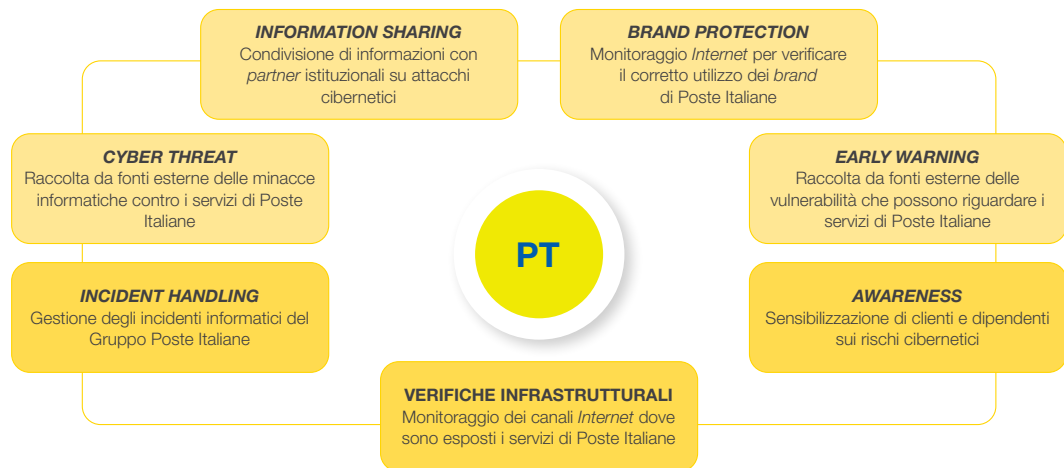 INFORMATION SHARING
Condivisione di informazioni con
partner istituzionali su attacchi
cibernetici
BRAND PROTECTION
Monitoraggio Internet per verificare
il corretto utilizzo dei brand
di Poste Italiane
CYBER THREAT
Raccolta da fonti esterne delle minacce
informatiche contro i servizi di Poste
Italiane
EARLY WARNING
Raccolta da fonti esterne delle
vulnerabilità che possono riguardare i
servizi di Poste Italiane
PT
INCIDENT HANDLING
Gestione degli incidenti informatici del
Gruppo Poste Italiane
AWARENESS
Sensibilizzazione di clienti e dipendenti
sui rischi cibernetici
VERIFICHE INFRASTRUTTURALI
Monitoraggio dei canali Internet dove
sono esposti i servizi di Poste Italiane